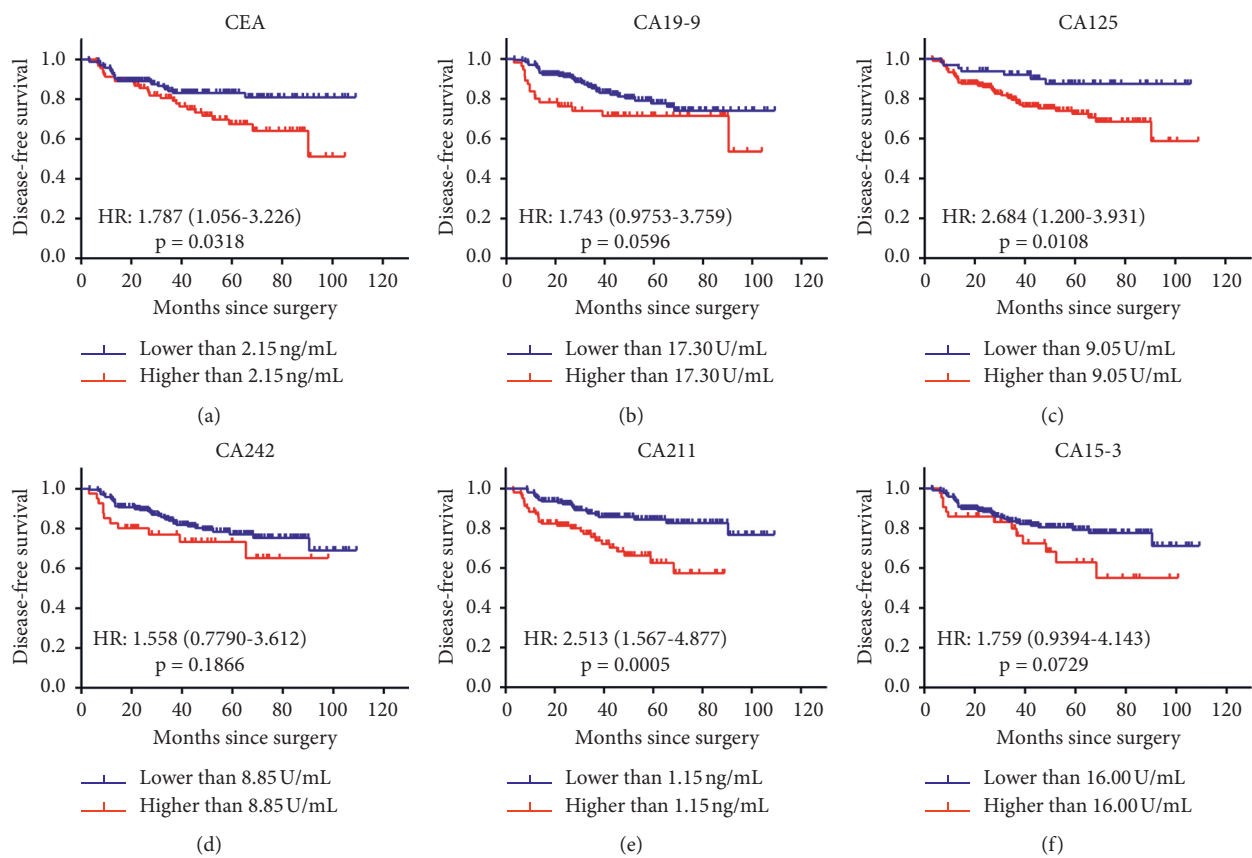 CEA
Disease-free survival
1.0
0.8
0.6
0.4
0.2
0.0
HR: 1.787 (1.056-3.226)
p = 0.0318
0 20 40 60 80 100 120
Months since surgery
Lower than 2.15 ng/mL
Higher than 2.15 ng/mL
(a)
CA19-9
Disease-free survival
1.0
0.8
0.6
0.4
0.2
0.0
HR: 1.743 (0.9753-3.759)
p = 0.0596
0 20 40 60 80 100 120
Months since surgery
Lower than 17.30 U/mL
Higher than 17.30 U/mL
(b)
CA125
Disease-free survival
1.0
0.8
0.6
0.4
0.2
0.0
HR: 2.684 (1.200-3.931)
p = 0.0108
0 20 40 60 80 100 120
Months since surgery
Lower than 9.05 U/mL
Higher than 9.05 U/mL
(c)
CA242
Disease-free survival
1.0
0.8
0.6
0.4
0.2
0.0
HR: 1.558 (0.7790-3.612)
p = 0.1866
0 20 40 60 80 100 120
Months since surgery
Lower than 8.85 U/mL
Higher than 8.85 U/mL
(d)
CA211
Disease-free survival
1.0
0.8
0.6
0.4
0.2
0.0
HR: 2.513 (1.567-4.877)
p = 0.0005
0 20 40 60 80 100 120
Months since surgery
Lower than 1.15 ng/mL
Higher than 1.15 ng/mL
(e)
CA15-3
Disease-free survival
1.0
0.8
0.6
0.4
0.2
0.0
HR: 1.759 (0.9394-4.143)
p = 0.0729
0 20 40 60 80 100 120
Months since surgery
Lower than 16.00 U/mL
Higher than 16.00 U/mL
(f)